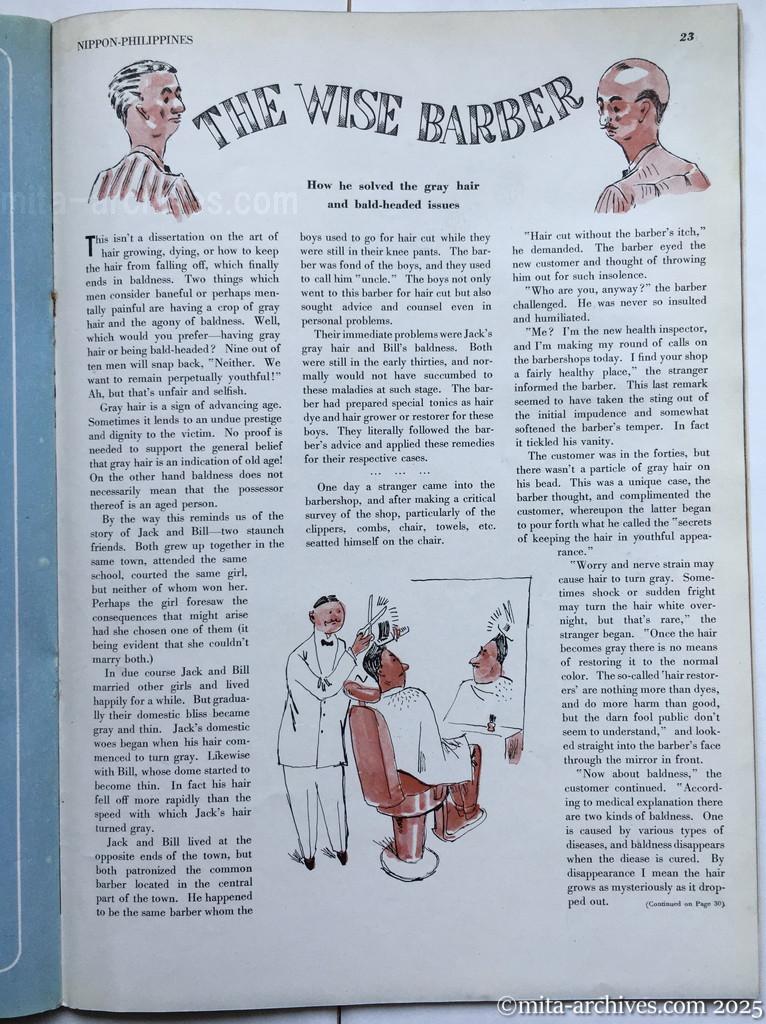 NIPPON-PHILIPPINES
23
THE WISE BARBER
How he solved the gray hair
and bald-headed issues
This isn't a dissertation on the art of
hair growing, dying, or how to keep
the hair from falling off, which finally
ends in baldness. Two things which
men consider baneful or perhaps men-
tally painful are having a crop of gray
hair and the agony of baldness. Well,
which would you prefer—having gray
hair or being bald-headed? Nine out of
ten men will snap back, "Neither. We
want to remain perpetually youthful!"
Ah, but that's unfair and selfish.
Gray hair is a sign of advancing age.
Sometimes it lends to an undue prestige
and dignity to the victim. No proof is
needed to support the general belief
that gray hair is an indication of old age!
On the other hand baldness does not
necessarily mean that the possessor
thereof is an aged person.
By the way this reminds us of the
story of Jack and Bill—two staunch
friends. Both grew up together in the
same town, attended the same
school, courted the same girl,
but neither of whom won her.
Perhaps the girl foresaw the
consequences that might arise
had she chosen one of them (it
being evident that she couldn't
marry both.)
In due course Jack and Bill
married other girls and lived
happily for a while. But gradua-
lly their domestic bliss became
gray and thin. Jack's domestic
woes began when his hair com-
menced to turn gray. Likewise
with Bill, whose dome started to
become thin. In fact his hair
fell off more rapidly than the
speed with which Jack's hair
turned gray.
Jack and Bill lived at the
opposite ends of the town, but
both patronized the common
barber located in the central
part of the town. He happened
to be the same barber whom the
boys used to go for hair cut while they
were still in their knee pants. The bar-
ber was fond of the boys, and they used
to call him "uncle." The boys not only
went to this barber for hair cut but also
sought advice and counsel even in
personal problems.
Their immediate problems were Jack's
gray hair and Bill's baldness. Both
were still in the early thirties, and nor-
mally would not have succumbed to
these maladies at such stage. The bar-
ber had prepared special tonics as hair
dye and hair grower or restorer for these
boys. They literally followed the bar-
ber's advice and applied these remedies
for their respective cases.
... ... ...
One day a stranger came into the
barbershop, and after making a critical
survey of the shop, particularly of the
clippers, combs, chair, towels, etc.
seatted himself on the chair.
"Hair cut without the barber's itch,"
he demanded. The barber eyed the
new customer and thought of throwing
him out for such insolence.
"Who are you, anyway?" the barber
challenged. He was never so insulted
and humiliated.
"Me? I'm the new health inspector,
and I'm making my round of calls on
the barbershops today. I find your shop
a fairly healthy place," the stranger
informed the barber. This last remark
seemed to have taken the sting out of
the initial impudence and somewhat
softened the barber's temper. In fact
it tickled his vanity.
The customer was in the forties, but
there wasn't a particle of gray hair on
his bead. This was a unique case, the
barber thought, and complimented the
customer, whereupon the latter began
to pour forth what he called the "secrets
of keeping the hair in youthful appea-
rance."
"Worry and nerve strain may
cause hair to turn gray. Some-
times shock or sudden fright
may turn the hair white over-
night, but that's rare," the
stranger began. "Once the hair
becomes gray there is no means
of restoring it to the normal
color. The so-called 'hair restor-
ers' are nothing more than dyes,
and do more harm than good,
but the darn fool public don't
seem to understand," and look-
ed straight into the barber's face
through the mirror in front.
"Now about baldness," the
customer continued. "Accord-
ing to medical explanation there
are two kinds of baldness. One
is caused by various types of
diseases, and baldness disappears
when the diease is cured. By
disappearance I mean the hair
grows as mysteriously as it drop-
ped out.
(Continued on Page 30)
mita-archives.com
©mita-archives.com 2025